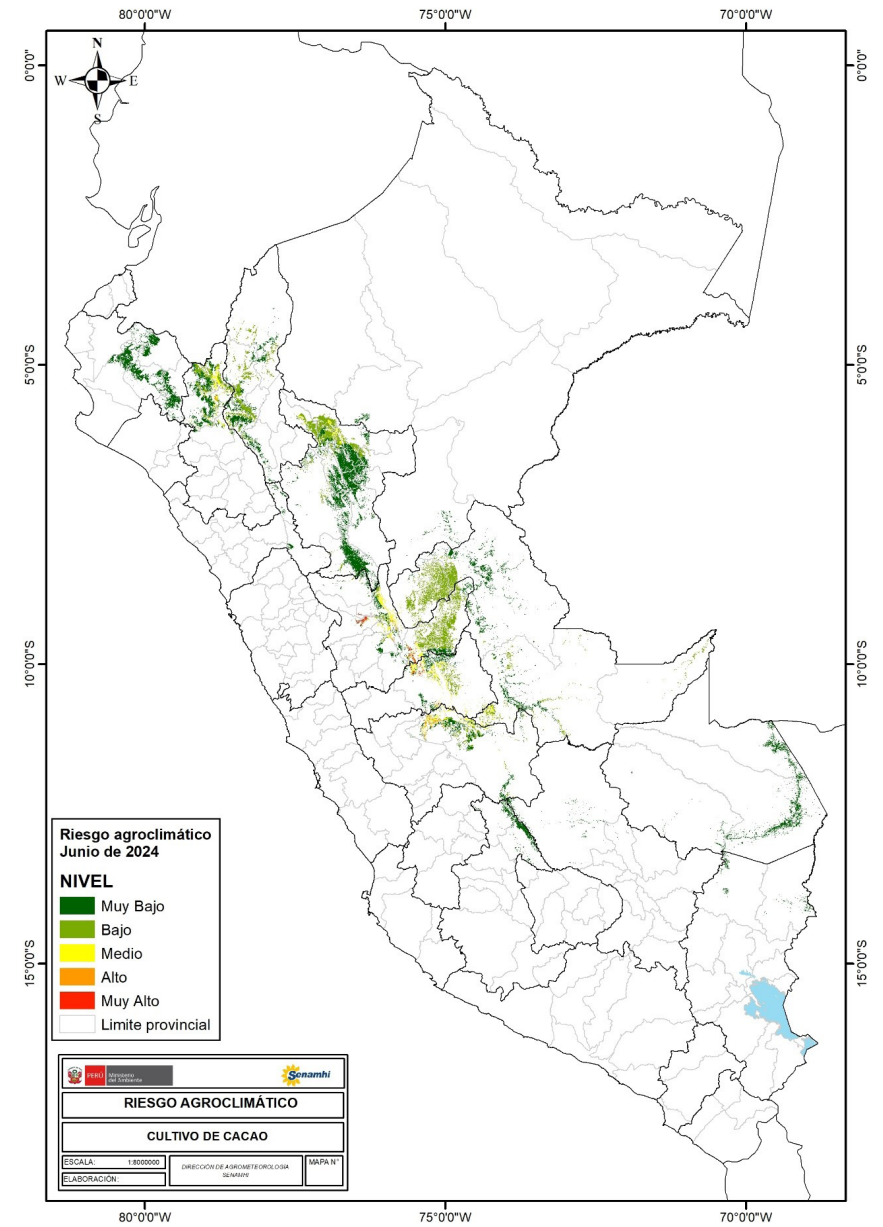 80°0'0"W 75°0'0"W 70°0'0"W
N
W E
S
0°0'0"
5°0'0"S
10°0'0"S
15°0'0"S
0°0'0"
5°0'0"S
10°0'0"S
15°0'0"S
Riesgo agroclimático
Junio de 2024
NIVEL
Muy Bajo
Bajo
Medio
Alto
Muy Alto
Limite provincial
PERÚ
Ministerio
del Ambiente
Senamhi
RIESGO AGROCLIMÁTICO
CULTIVO DE CACAO
ESCALA: 1:8000000
ELABORACIÓN:
DIRECCIÓN DE AGROMETEOROLOGÍA
SENAMHI
MAPA N°
80°0'0"W 75°0'0"W 70°0'0"W